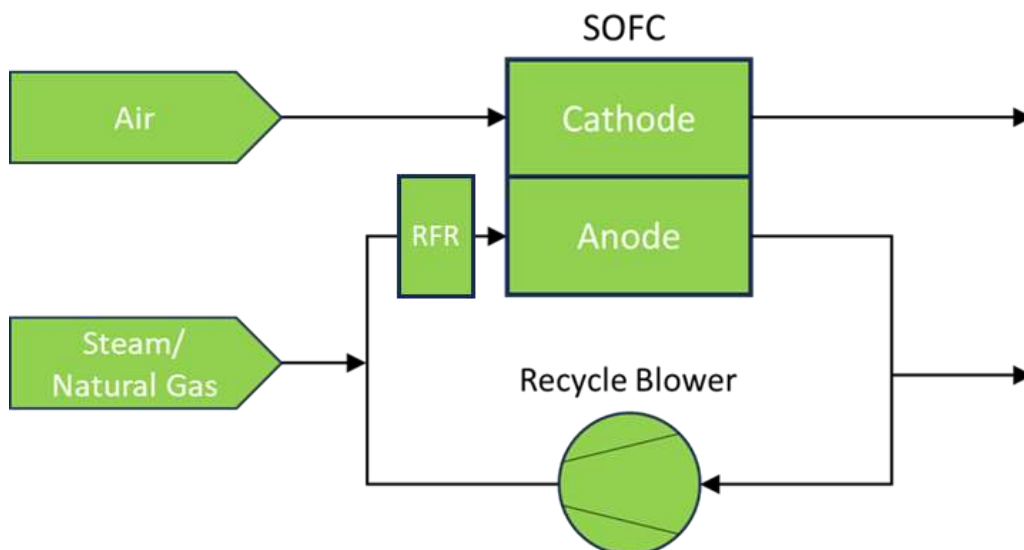 SOFC
Air
Cathode
RFR
Anode
Steam/
Natural Gas
Recycle Blower